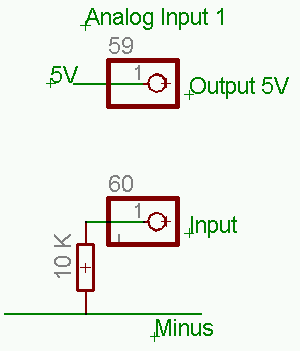 Analog Input 1
59
5V
1
Output 5V
60
1
Input
10 K
Minus